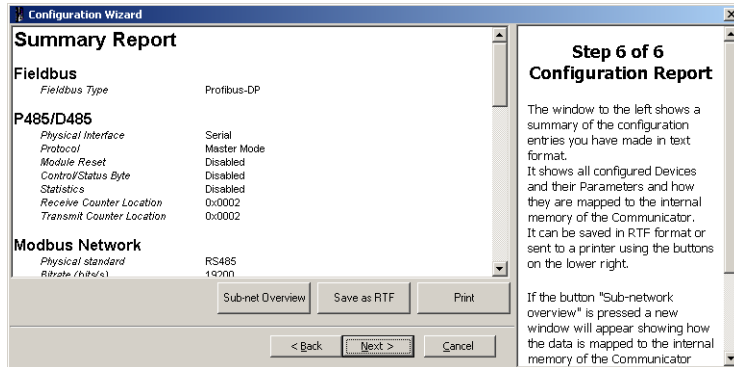 Configuration Wizard
Summary Report
Fieldbus
Fieldbus Type Profibus-DP
P485/D485
Physical Interface Serial
Protocol Master Mode
Module Reset Disabled
Control/Status Byte Disabled
Statistics Disabled
Receive Counter Location 0x0002
Transmit Counter Location 0x0002
Modbus Network
Physical standard RS485
Bitrate (bits/s) 19200
Sub-net Overview Save as RTF Print
< Back Next > Cancel
Step 6 of 6
Configuration Report
The window to the left shows a
summary of the configuration
entries you have made in text
format.
It shows all configured Devices
and their Parameters and how
they are mapped to the internal
memory of the Communicator.
It can be saved in RTF format or
sent to a printer using the buttons
on the lower right.
If the button "Sub-network
overview" is pressed a new
window will appear showing how
the data is mapped to the internal
memory of the Communicator